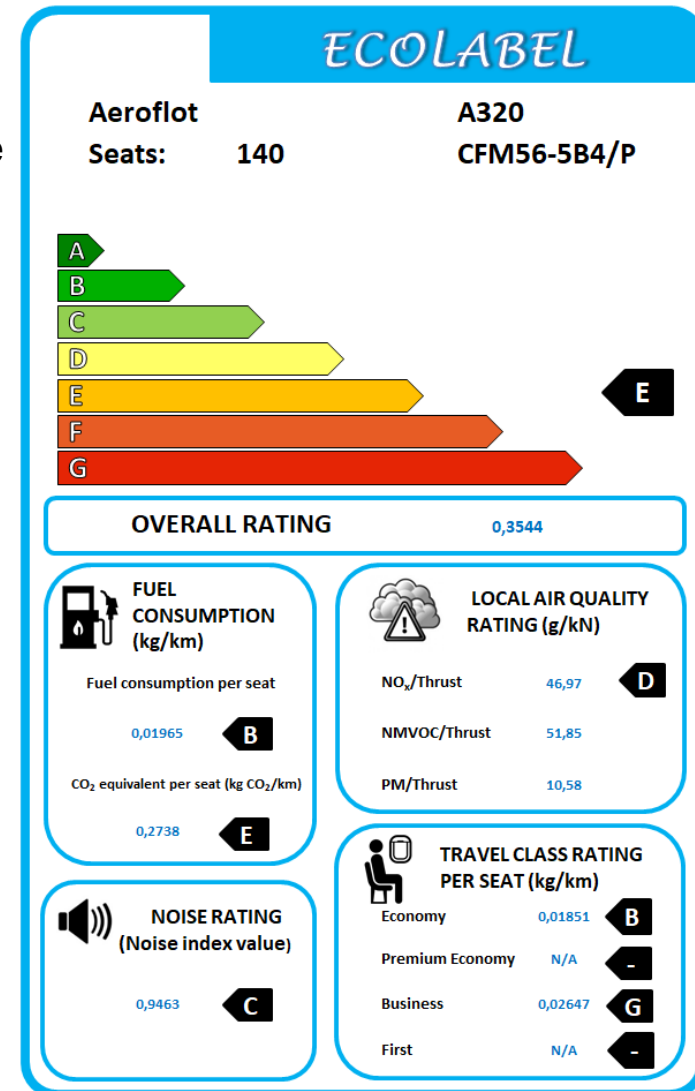 ECOLABEL
e
Aeroflot A320
Seats: 140 CFM56-5B4/P
A
B
C
D
E
E
F
G
OVERALL RATING 0,3544
FUEL
CONSUMPTION
(kg/km)
Fuel consumption per seat
0,01965 B
CO₂ equivalent per seat (kg CO₂/km)
0,2738 E
LOCAL AIR QUALITY
RATING (g/kN)
NOₓ/Thrust 46,97 D
NMVOC/Thrust 51,85
PM/Thrust 10,58
NOISE RATING
(Noise index value)
0,9463 C
TRAVEL CLASS RATING
PER SEAT (kg/km)
Economy 0,01851 B
Premium Economy N/A -
Business 0,02647 G
First N/A -